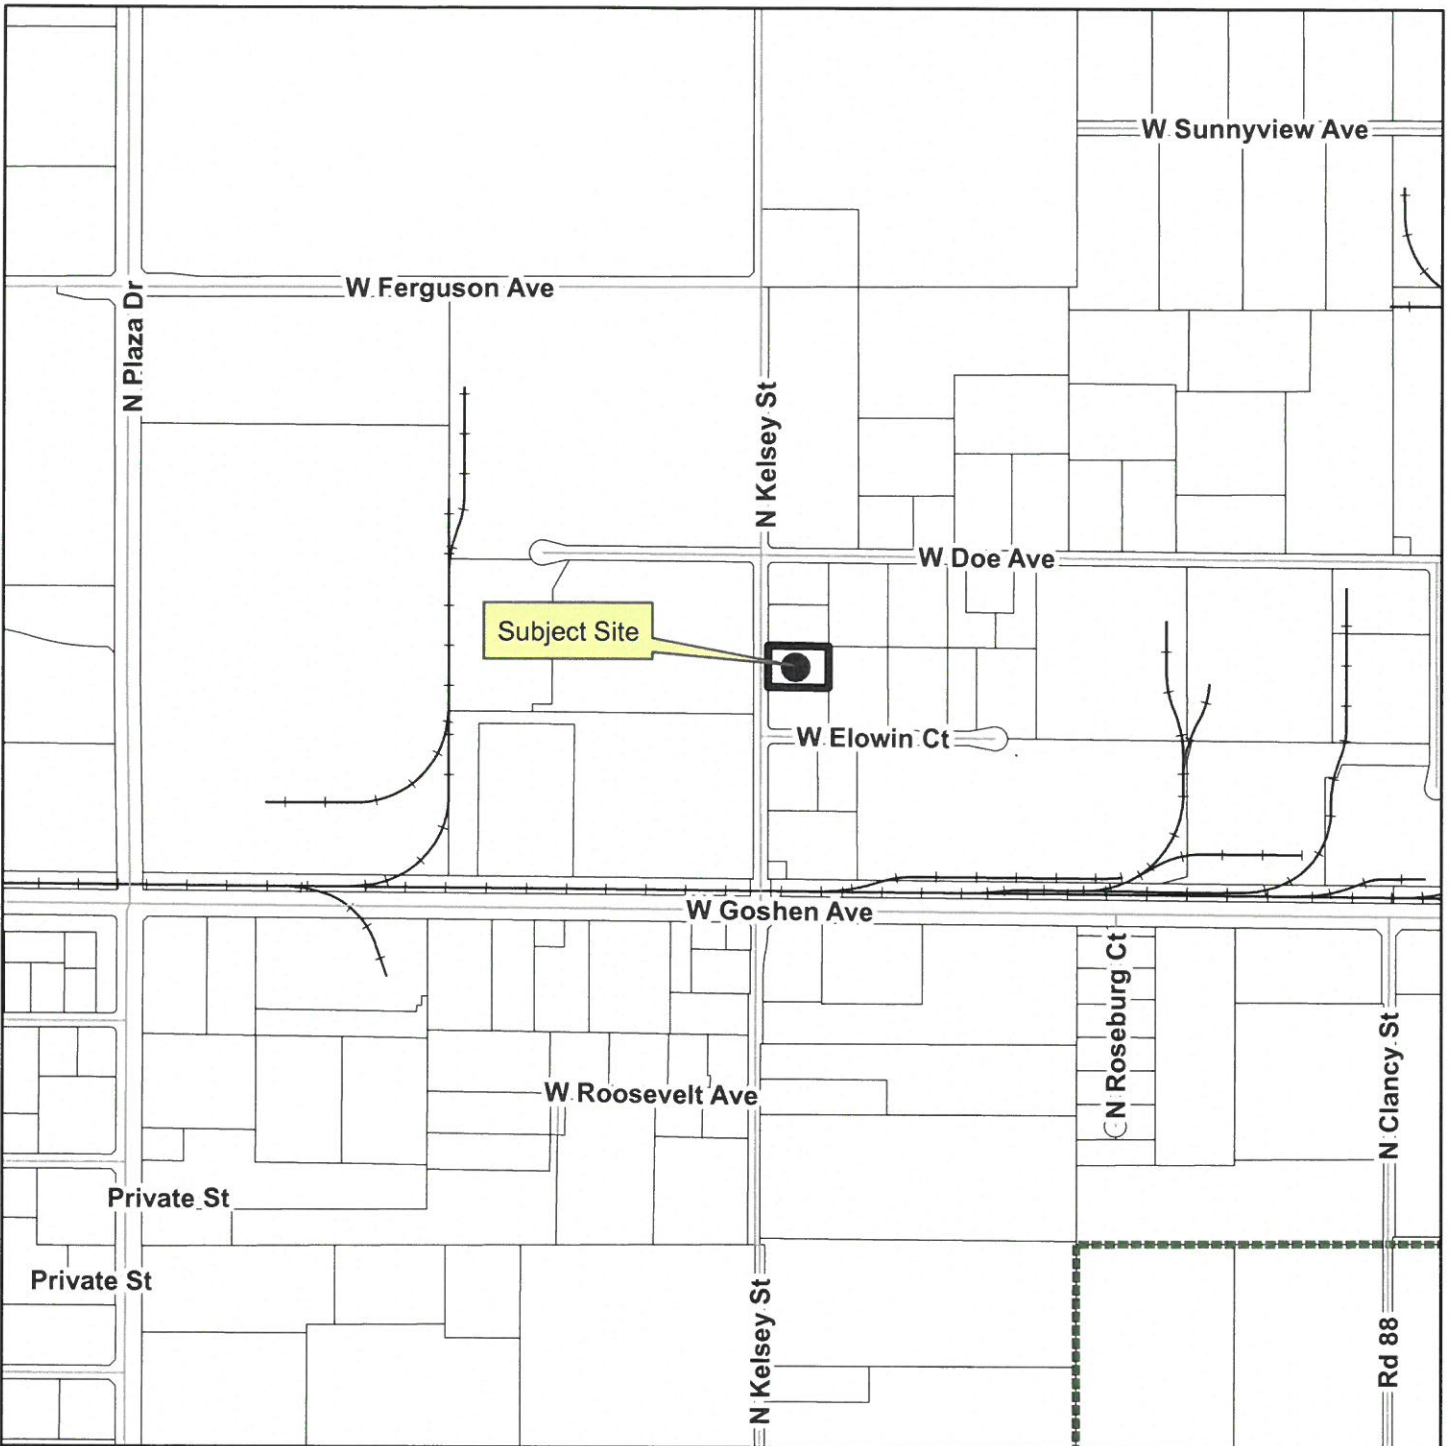 W Sunnyview Ave
W Ferguson Ave
N Plaza Dr
N Kelsey St
W Doe Ave
Subject Site
W Elowin Ct
W Goshen Ave
N Roseburg Ct
N Clancy St
W Roosevelt Ave
Private St
Private St
N Kelsey St
Rd 88